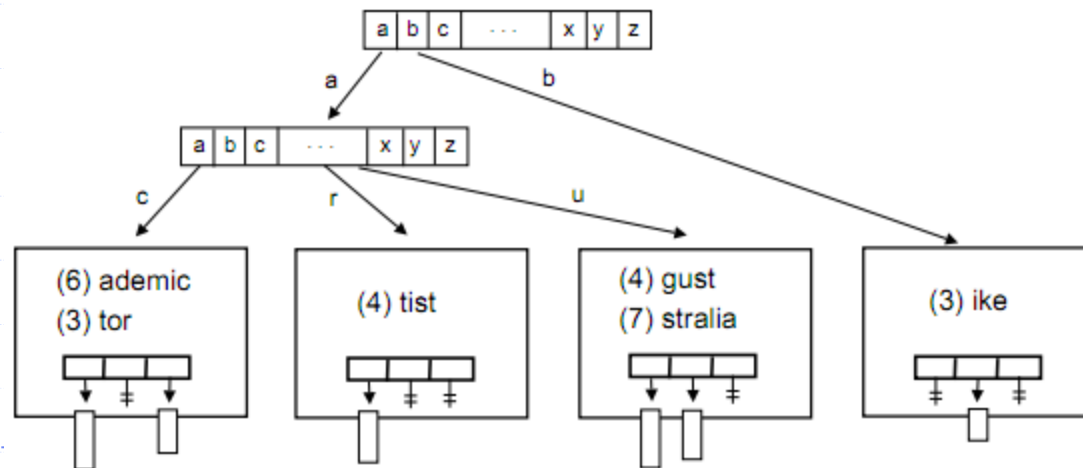 a b c ... x y z
a
b
a b c ... x y z
c
r
u
(6) ademic
(3) tor
(4) tist
(4) gust
(7) stralia
(3) ike